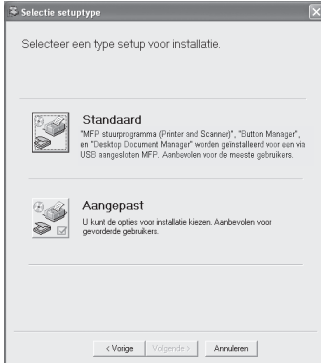 Selectie setuptype
Selecteer een type setup voor installatie.
Standaard
"MFP stuurprogramma (Printer and Scanner)", "Button Manager",
en "Desktop Document Manager" worden geïnstalleerd voor een via
USB aangesloten MFP. Aanbevolen voor de meeste gebruikers.
Aangepast
U kunt de opties voor installatie kiezen. Aanbevolen voor
gevorderde gebruikers.
< Vorige
Volgende >
Annuleren